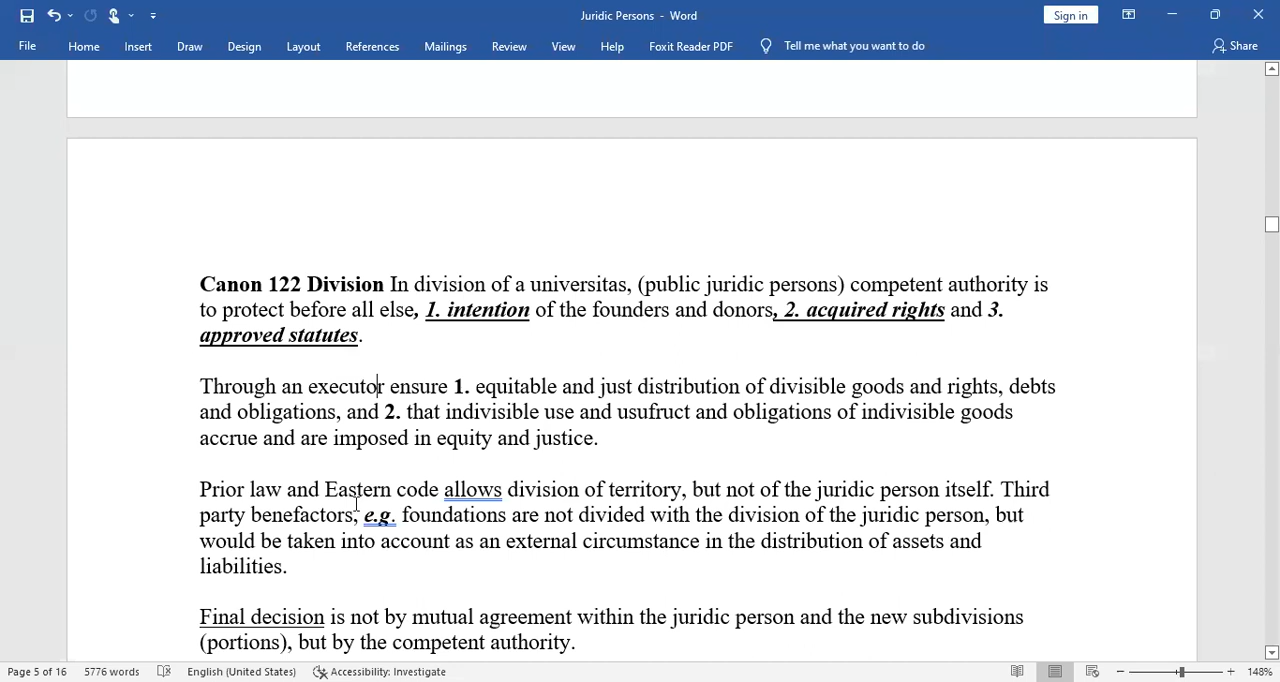 Juridic Persons - Word
Sign in
File Home Insert Draw Design Layout References Mailings Review View Help Foxit Reader PDF Tell me what you want to do Share
Canon 122 Division In division of a universitas, (public juridic persons) competent authority is
to protect before all else, 1. intention of the founders and donors, 2. acquired rights and 3.
approved statutes.
Through an executor ensure 1. equitable and just distribution of divisible goods and rights, debts
and obligations, and 2. that indivisible use and usufruct and obligations of indivisible goods
accrue and are imposed in equity and justice.
Prior law and Eastern code allows division of territory, but not of the juridic person itself. Third
party benefactors, e.g. foundations are not divided with the division of the juridic person, but
would be taken into account as an external circumstance in the distribution of assets and
liabilities.
Final decision is not by mutual agreement within the juridic person and the new subdivisions
(portions), but by the competent authority.
Page 5 of 16 5776 words English (United States) Accessibility: Investigate 148%